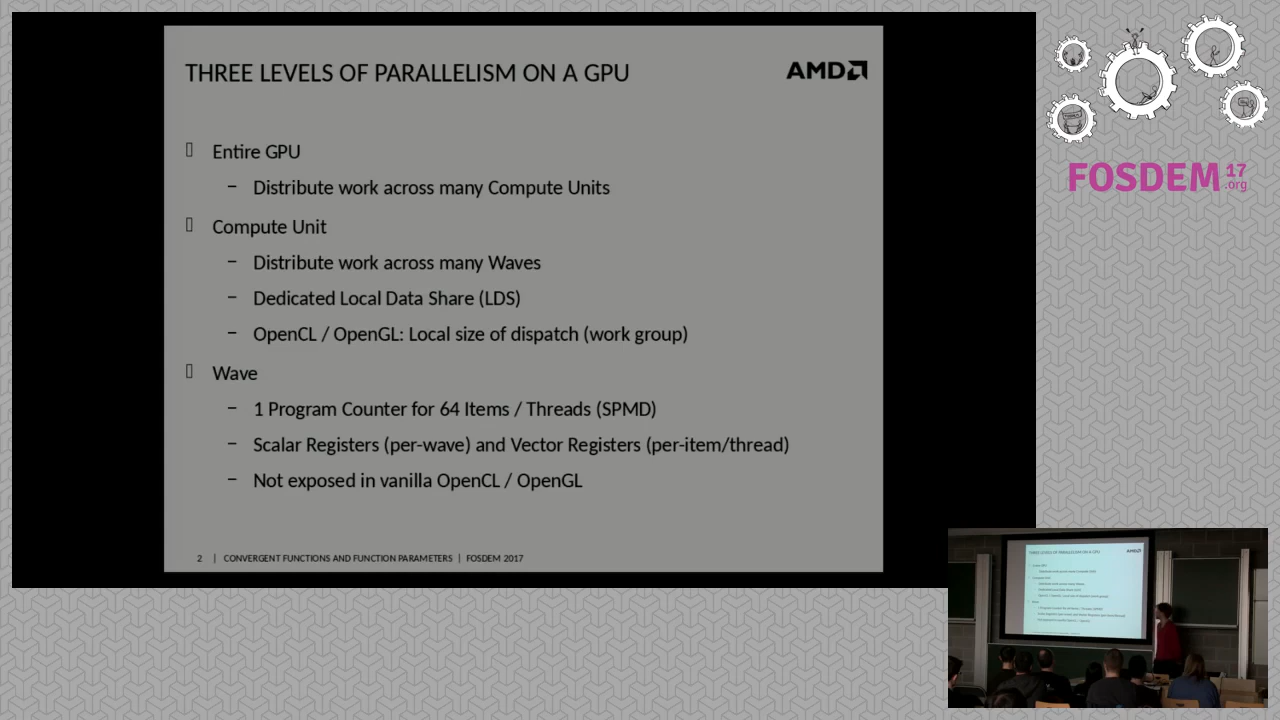 THREE LEVELS OF PARALLELISM ON A GPU
AMD
Entire GPU
– Distribute work across many Compute Units
Compute Unit
– Distribute work across many Waves
– Dedicated Local Data Share (LDS)
– OpenCL / OpenGL: Local size of dispatch (work group)
Wave
– 1 Program Counter for 64 Items / Threads (SPMD)
– Scalar Registers (per-wave) and Vector Registers (per-item/thread)
– Not exposed in vanilla OpenCL / OpenGL
2 | CONVERGENT FUNCTIONS AND FUNCTION PARAMETERS | FOSDEM 2017
FOSDEM 17
.org